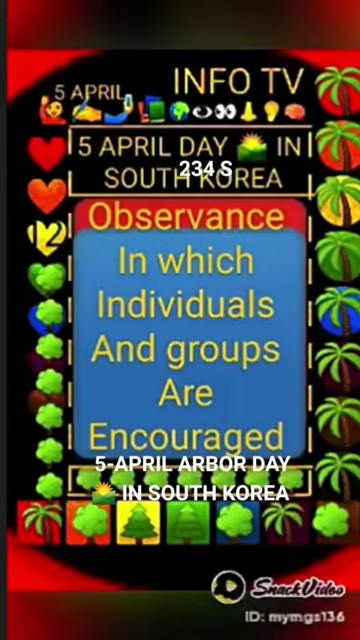 INFO TV
5 APRIL
5 APRIL DAY 🌄 IN
234 S
SOUTH KOREA
Observance
12
In which
Individuals
And groups
Are
Encouraged
5-APRIL ARBOR DAY
🌄 IN SOUTH KOREA
SnackVideo
ID: mymgs136